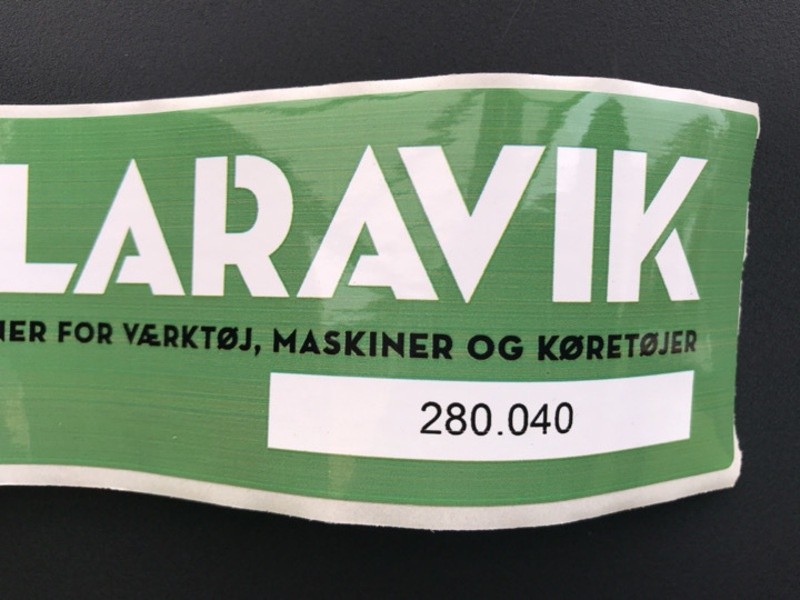 LARAVIK
NER FOR VÆRKTØJ, MASKINER OG KØRETØJER
280.040